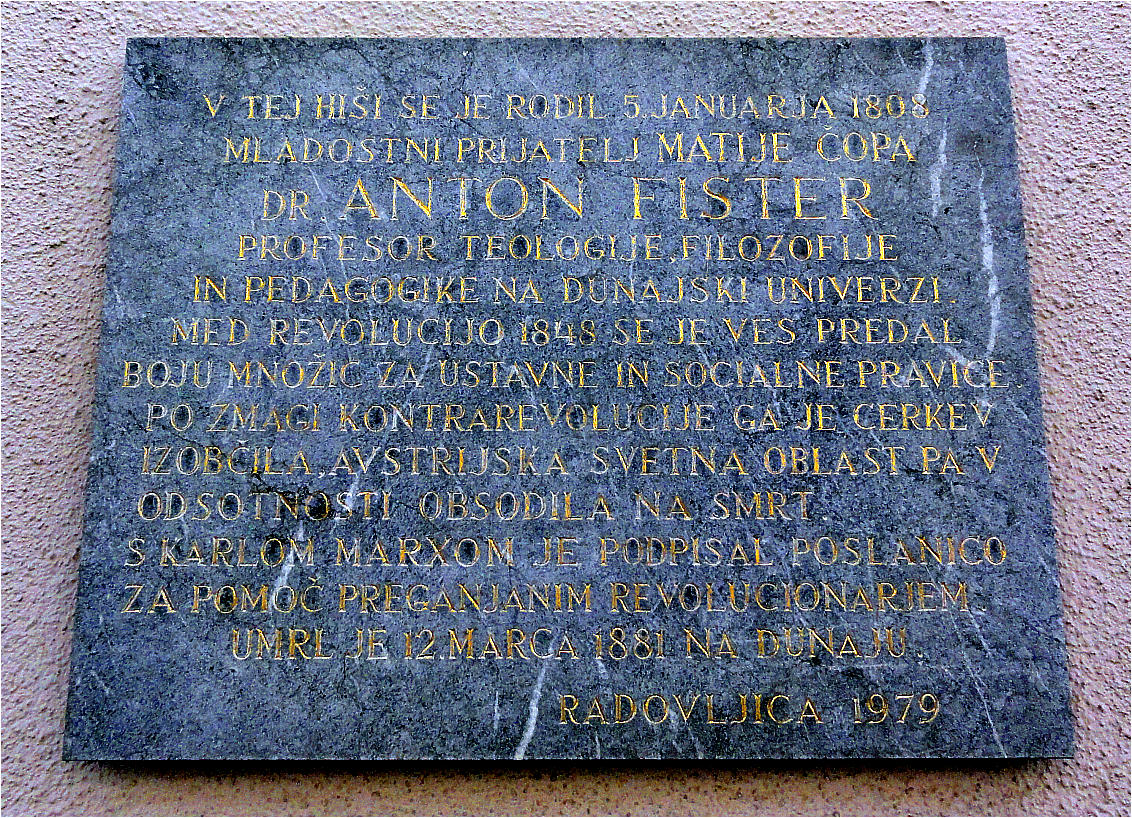 V TEJ HIŠI SE JE RODIL 5. JANUARJA 1808
MLADOSTNI PRIJATELJ MATIJE ČOPA
DR. ANTON FISTER
PROFESOR TEOLOGIJE, FILOZOFIJE
IN PEDAGOGIKE NA DUNAJSKI UNIVERZI.
MED REVOLUCIJO 1848 SE JE VES PREDAL
BOJU MNOŽIC ZA USTAVNE IN SOCIALNE PRAVICE.
PO ZMAGI KONTRAREVOLUCIJE GA JE CERKEV
IZOBČILA, AVSTRIJSKA SVETNA OBLAST PA V
ODSOTNOSTI OBSODILA NA SMRT.
S KARLOM MARXOM JE PODPISAL POSLANICO
ZA POMOČ PREGANJANIM REVOLUCIONARJEM.
UMRL JE 12. MARCA 1881 NA DUNAJU.
RADOVLJICA 1979